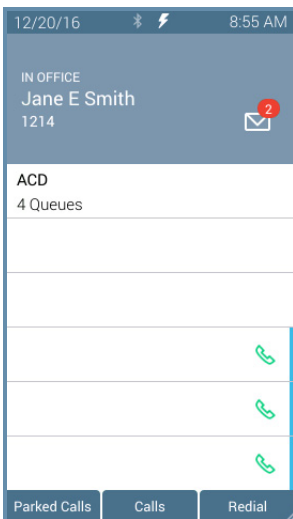 12/20/16 8:55 AM
IN OFFICE
Jane E Smith
1214
2
ACD
4 Queues
Parked Calls Calls Redial